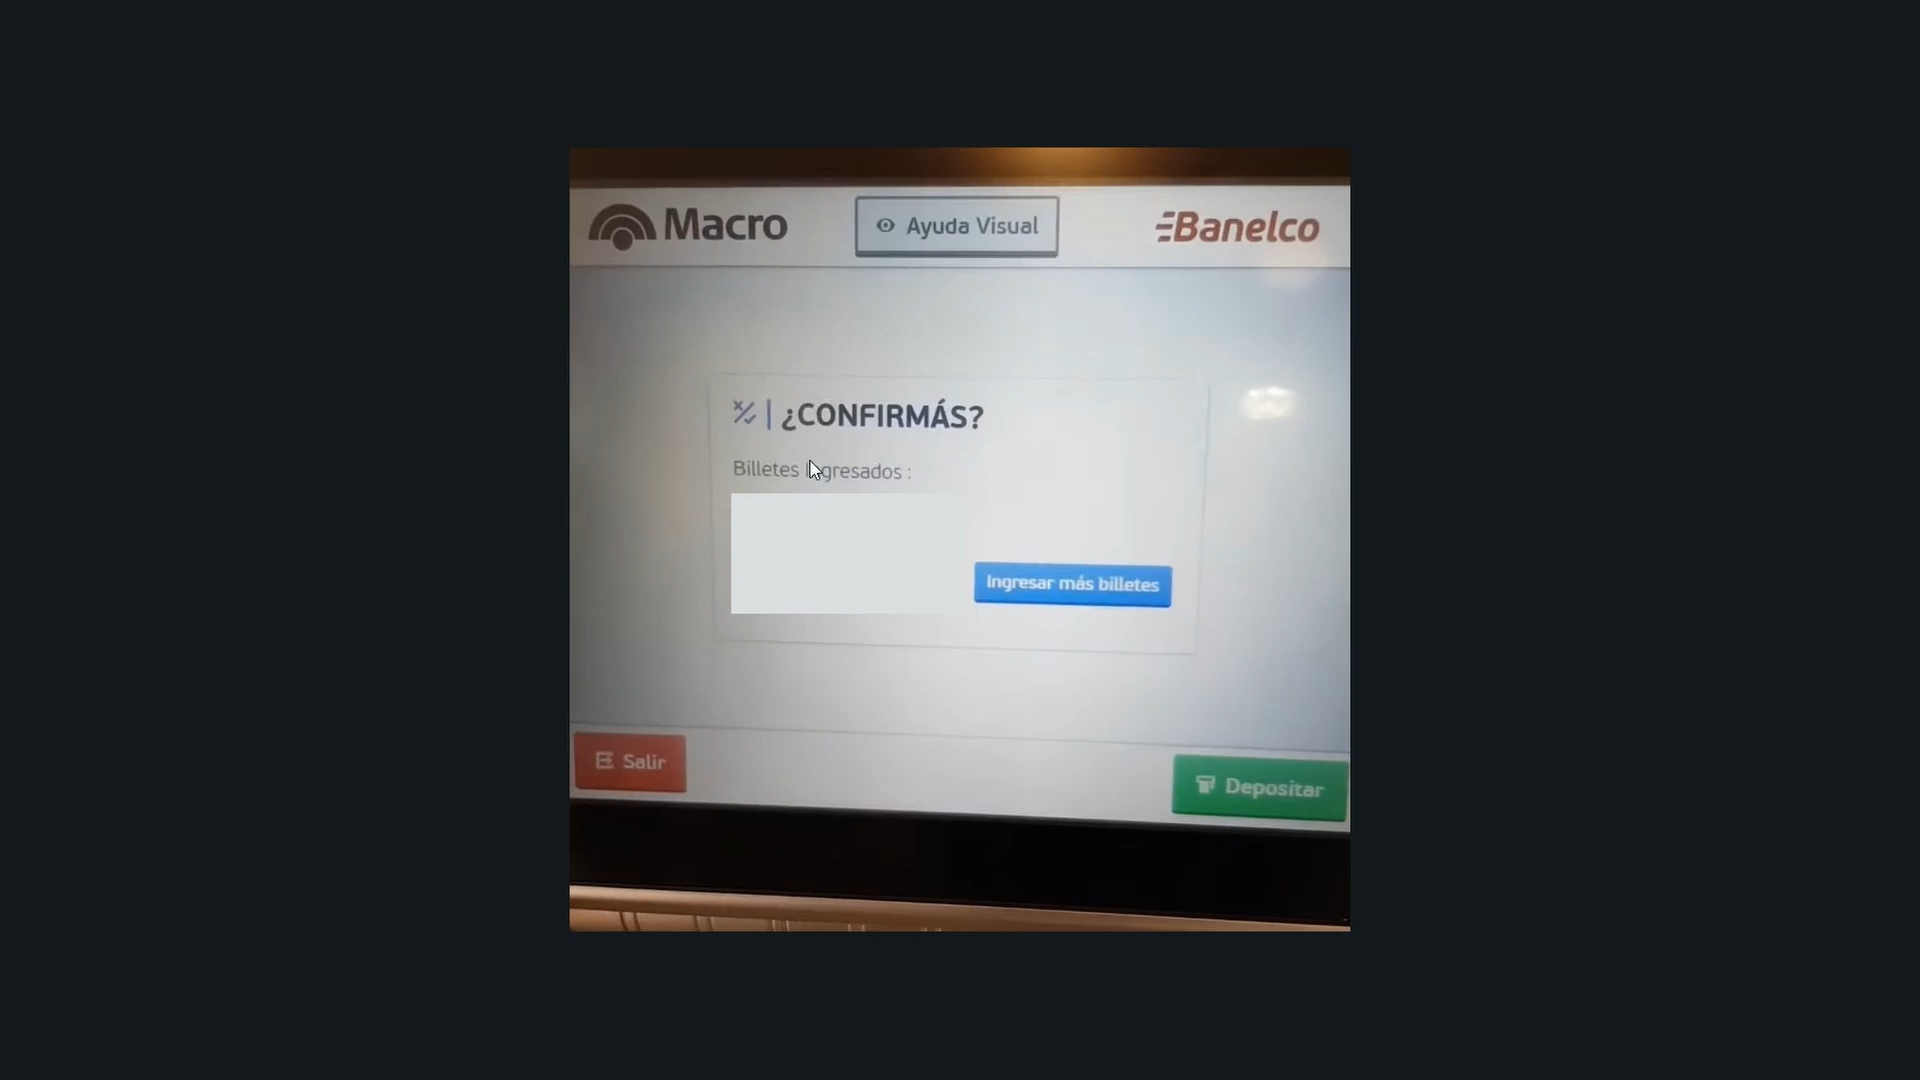 Macro
Ayuda Visual
Banelco
¿CONFIRMÁS?
Billetes Ingresados :
Ingresar más billetes
Salir
Depositar